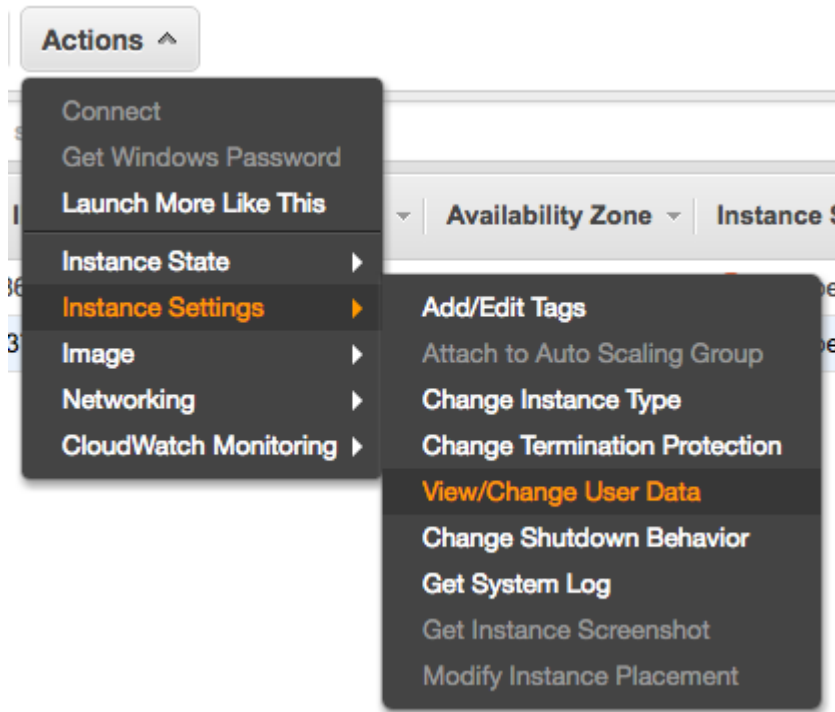 Actions
Connect
Get Windows Password
Launch More Like This
Availability Zone
Instance
Instance State
Instance Settings
Image
Networking
CloudWatch Monitoring
Add/Edit Tags
Attach to Auto Scaling Group
Change Instance Type
Change Termination Protection
View/Change User Data
Change Shutdown Behavior
Get System Log
Get Instance Screenshot
Modify Instance Placement